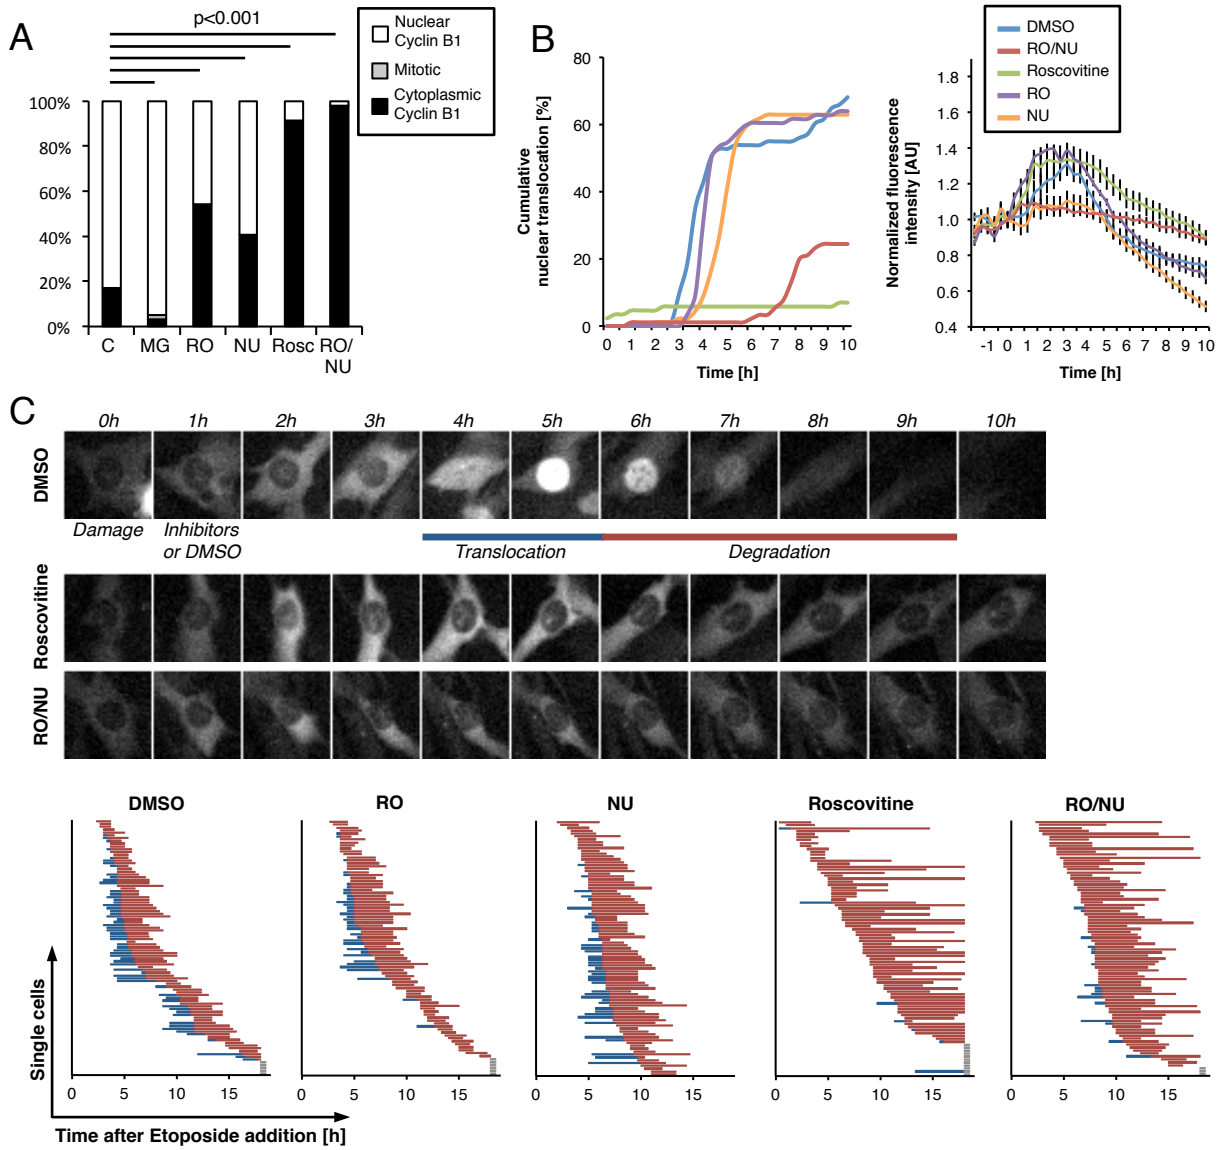 A
p<0.001
Nuclear
Cyclin B1
Mitotic
Cytoplasmic
Cyclin B1
100%
80%
60%
40%
20%
0%
C MG RO NU Rosc RO/
NU
B
Cumulative
nuclear translocation [%]
80
60
40
20
0
0 1 2 3 4 5 6 7 8 9 10
Time [h]
DMSO
RO/NU
Roscovitine
RO
NU
Normalized fluorescence
intensity [AU]
1.8
1.6
1.4
1.2
1.0
0.8
0.6
0.4
-1 0 1 2 3 4 5 6 7 8 9 10
Time [h]
C
0h 1h 2h 3h 4h 5h 6h 7h 8h 9h 10h
DMSO
Damage
Inhibitors
or DMSO
Translocation
Degradation
Roscovitine
RO/NU
DMSO
RO
NU
Roscovitine
RO/NU
Single cells
0 5 10 15
0 5 10 15
0 5 10 15
0 5 10 15
0 5 10 15
Time after Etoposide addition [h]